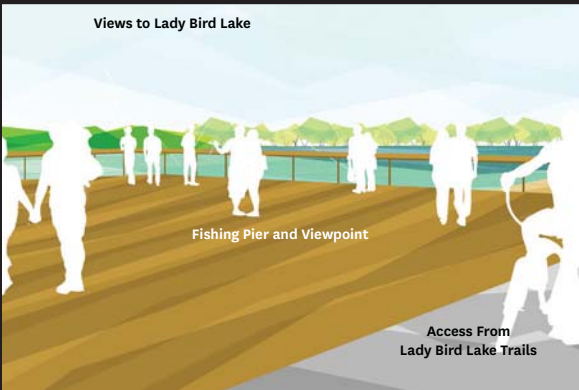 Views to Lady Bird Lake
Fishing Pier and Viewpoint
Access From
Lady Bird Lake Trails